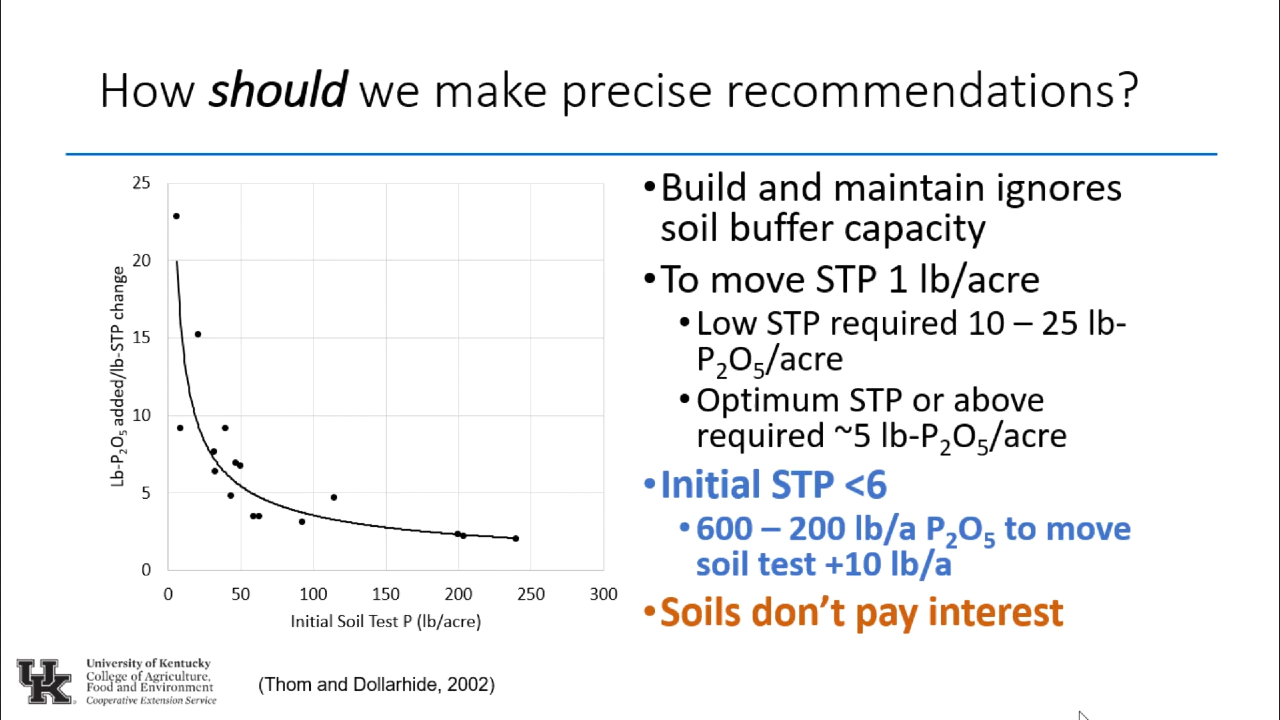 How should we make precise recommendations?
25
20
15
10
5
0
Lb-P₂O₅ added/lb-STP change
0 50 100 150 200 250 300
Initial Soil Test P (lb/acre)
•Build and maintain ignores
soil buffer capacity
•To move STP 1 lb/acre
•Low STP required 10 – 25 lb-
P₂O₅/acre
•Optimum STP or above
required ~5 lb-P₂O₅/acre
•Initial STP <6
•600 – 200 lb/a P₂O₅ to move
soil test +10 lb/a
•Soils don’t pay interest
UK
University of Kentucky
College of Agriculture,
Food and Environment
Cooperative Extension Service
(Thom and Dollarhide, 2002)